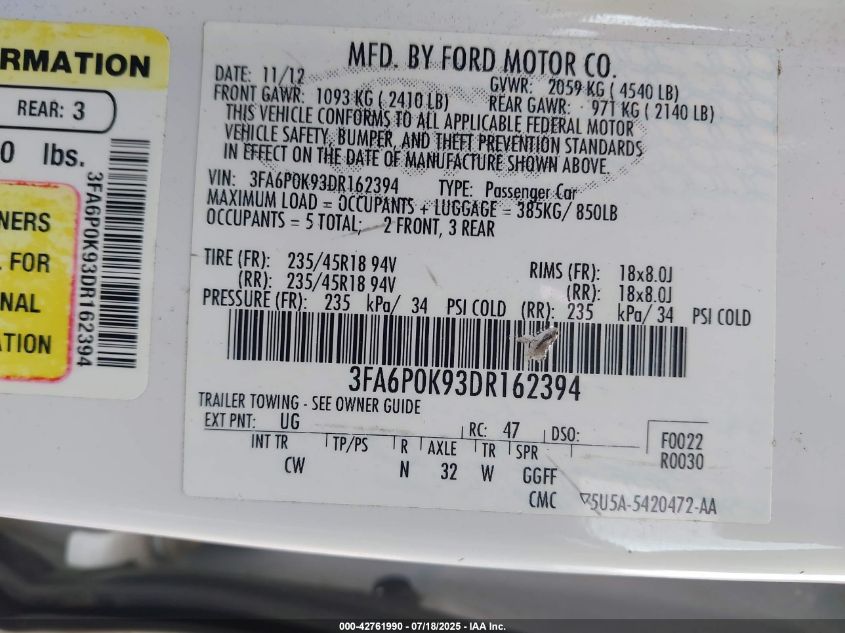 RMATION
REAR: 3
0 lbs.
3FA6P0K93DR162394
NERS
FOR
NAL
ATION
MFD. BY FORD MOTOR CO.
DATE: 11/12
GVWR: 2059 KG ( 4540 LB)
FRONT GAWR: 1093 KG ( 2410 LB)
REAR GAWR: 971 KG ( 2140 LB)
THIS VEHICLE CONFORMS TO ALL APPLICABLE FEDERAL MOTOR
VEHICLE SAFETY, BUMPER, AND THEFT PREVENTION STANDARDS
IN EFFECT ON THE DATE OF MANUFACTURE SHOWN ABOVE.
VIN: 3FA6P0K93DR162394 TYPE: Passenger Car
MAXIMUM LOAD = OCCUPANTS + LUGGAGE = 385KG/ 850LB
OCCUPANTS = 5 TOTAL; 2 FRONT, 3 REAR
TIRE (FR): 235/45R18 94V RIMS (FR): 18x8.0J
(RR): 235/45R18 94V (RR): 18x8.0J
PRESSURE (FR): 235 kPa/ 34 PSI COLD (RR): 235 kPa/ 34 PSI COLD
3FA6P0K93DR162394
TRAILER TOWING - SEE OWNER GUIDE
EXT PNT: UG RC: 47 DSO: F0022
R0030
INT TR TP/PS R AXLE TR SPR
CW N 32 W GGFF
CMC 5U5A-5420472-AA
000-42761990 - 07/18/2025 - IAA Inc.